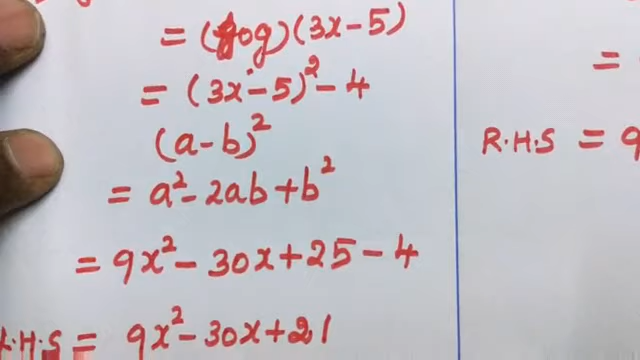 = (fog)(3x-5)
= (3x-5)² - 4
(a-b)²
= a² - 2ab + b²
= 9x² - 30x + 25 - 4
L.H.S = 9x² - 30x + 21
=
R.H.S = 9